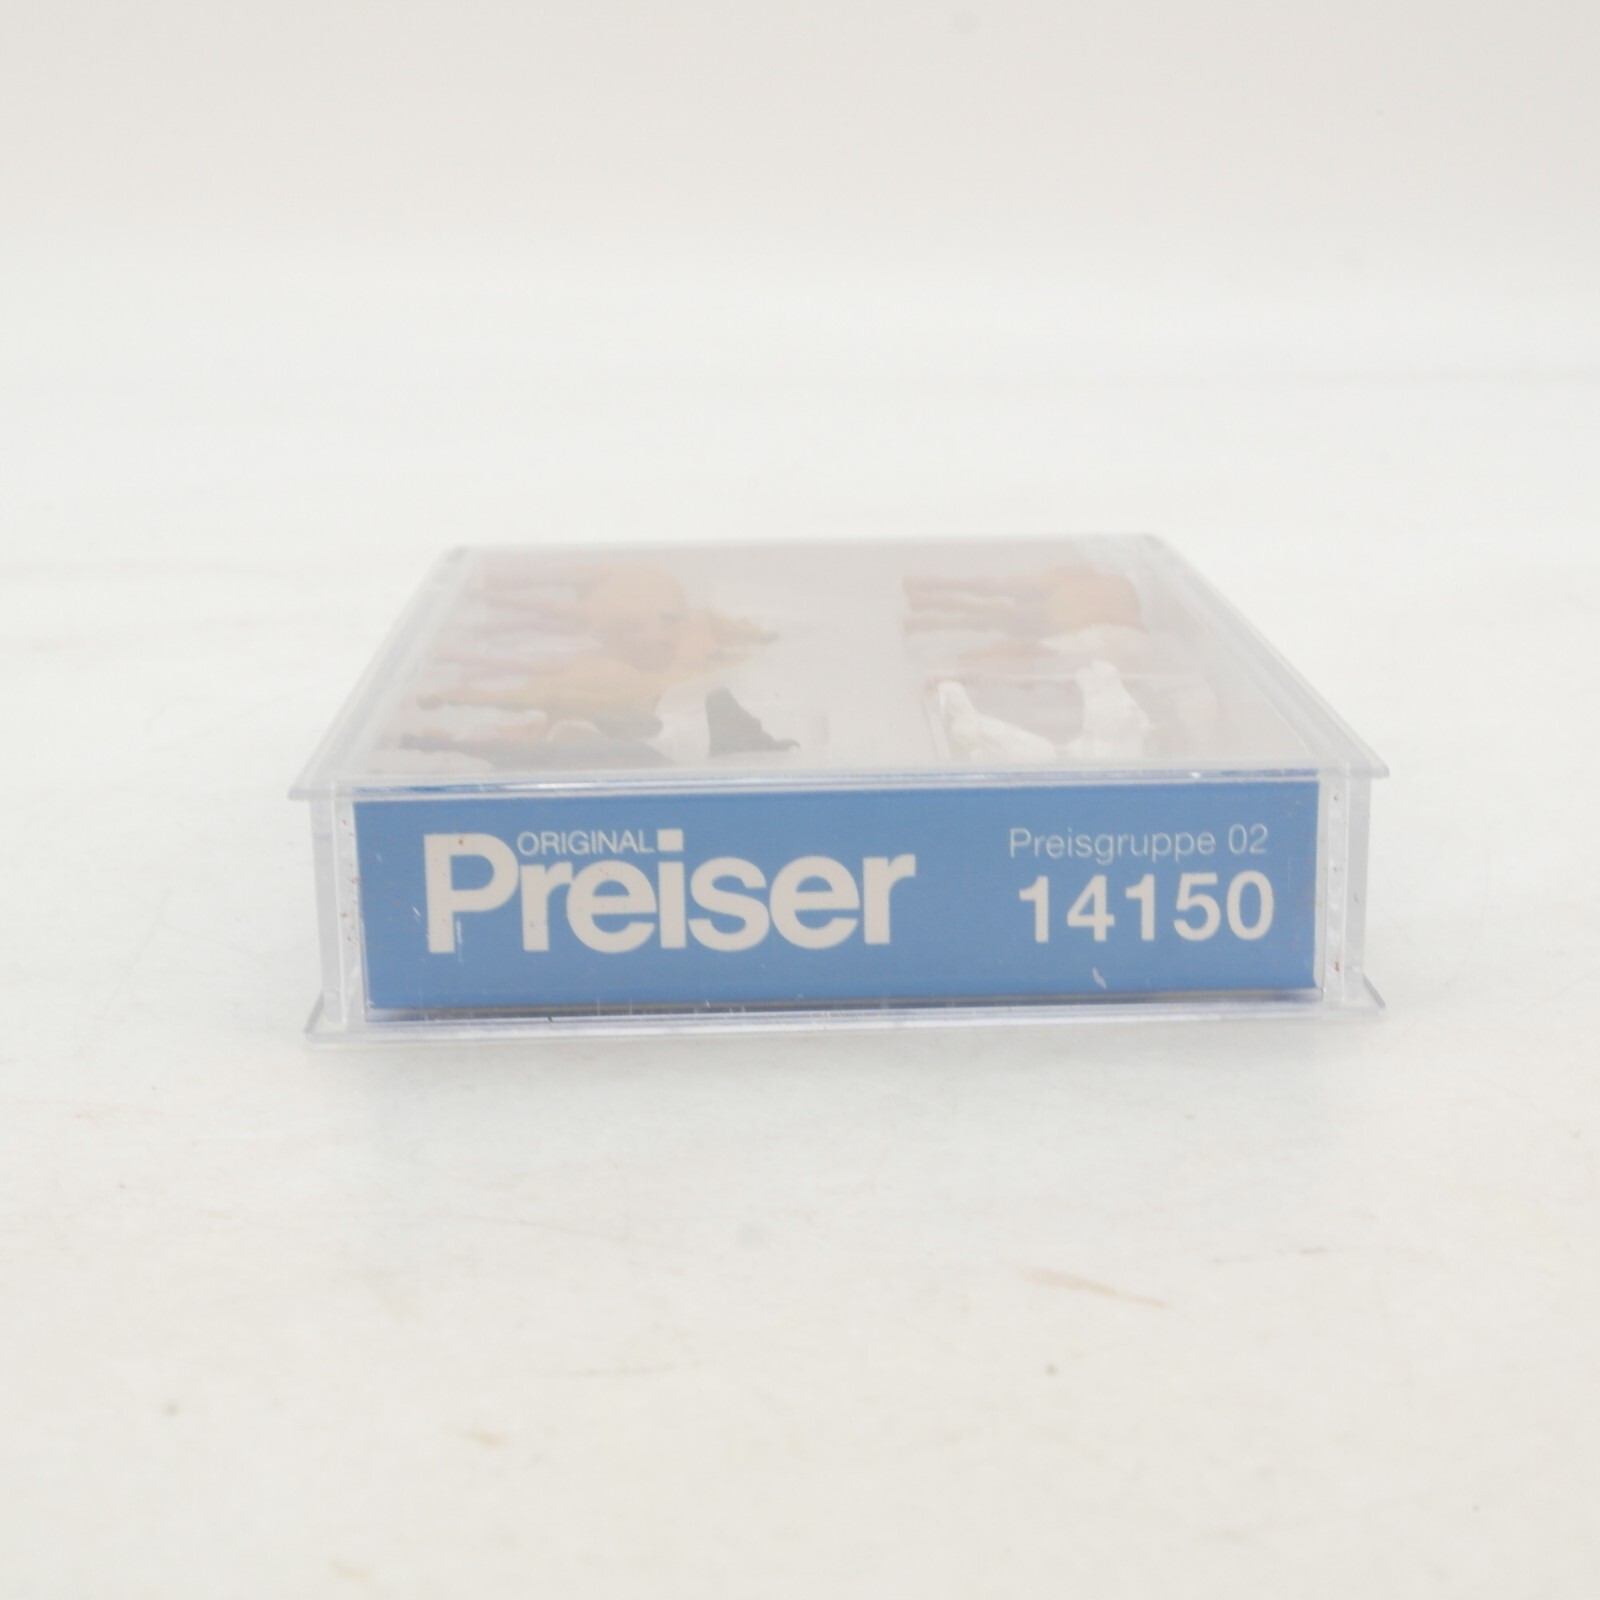 ORIGINAL
Preiser
Preisgruppe 02
14150